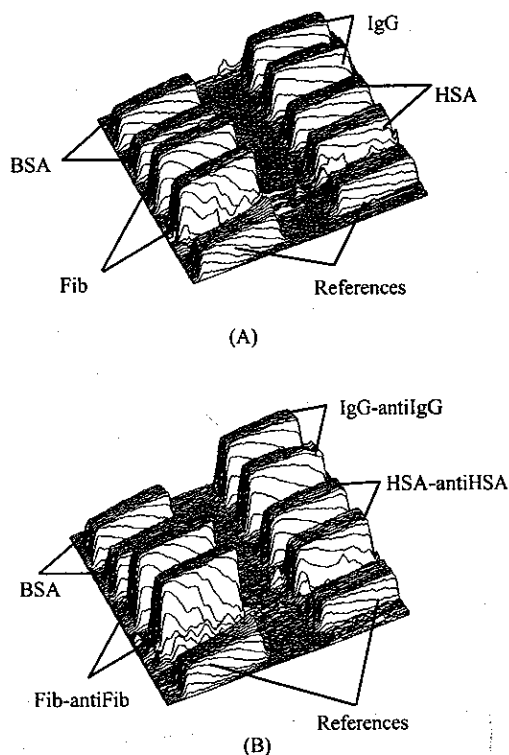 IgG
HSA
BSA
Fib
References
(A)
IgG-antiIgG
HSA-antiHSA
BSA
Fib-antiFib
References
(B)